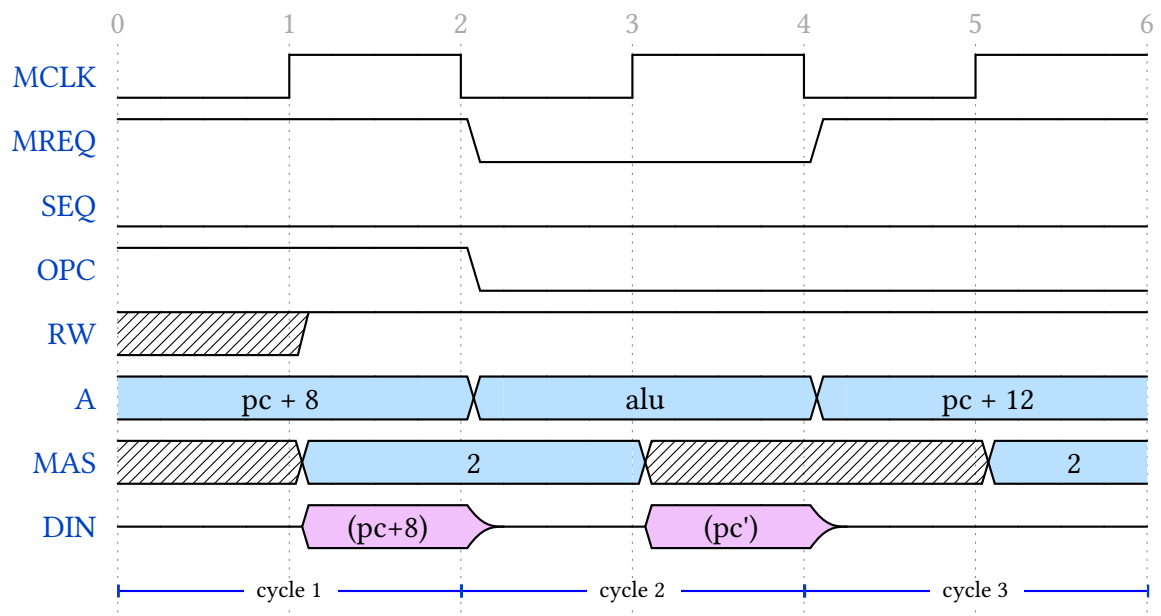 0 1 2 3 4 5 6
MCLK
MREQ
SEQ
OPC
RW
A pc + 8 alu pc + 12
MAS 2 2
DIN (pc+8) (pc')
cycle 1 cycle 2 cycle 3